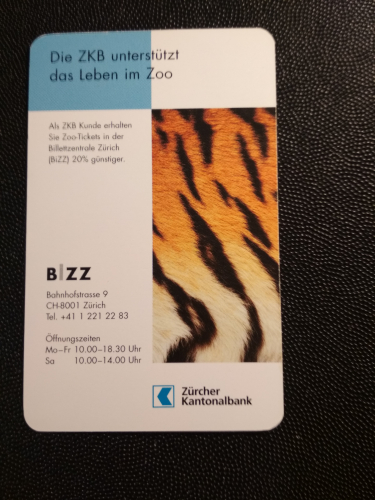 Die ZKB unterstützt
das Leben im Zoo
Als ZKB Kunde erhalten
Sie Zoo-Tickets in der
Billettzentrale Zürich
(BiZZ) 20% günstiger.
BIZZ
Bahnhofstrasse 9
CH-8001 Zürich
Tel. +41 1 221 22 83
Öffnungszeiten
Mo–Fr 10.00–18.30 Uhr
Sa 10.00–14.00 Uhr
Zürcher
Kantonalbank